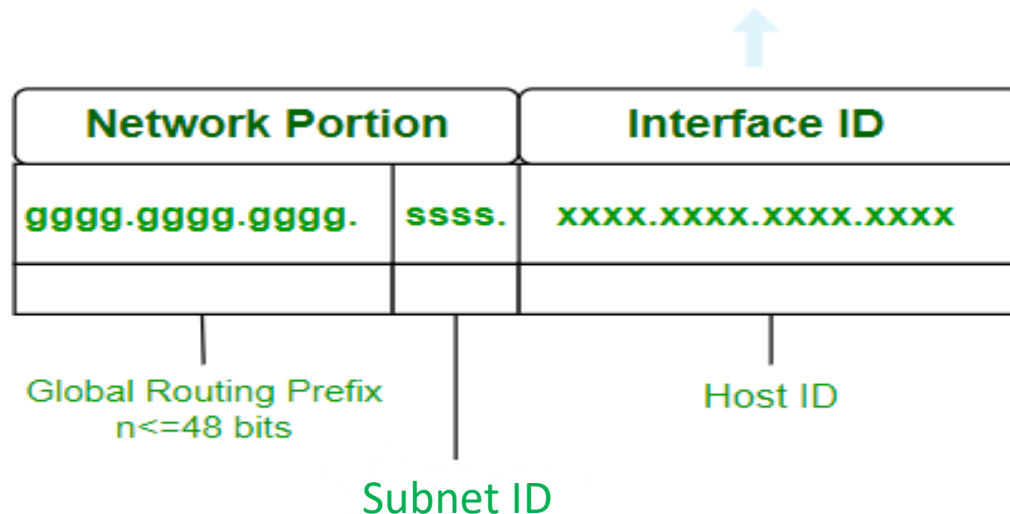 Network Portion
Interface ID
gggg.gggg.gggg.
ssss.
xxxx.xxxx.xxxx.xxxx
Global Routing Prefix
n<=48 bits
Host ID
Subnet ID